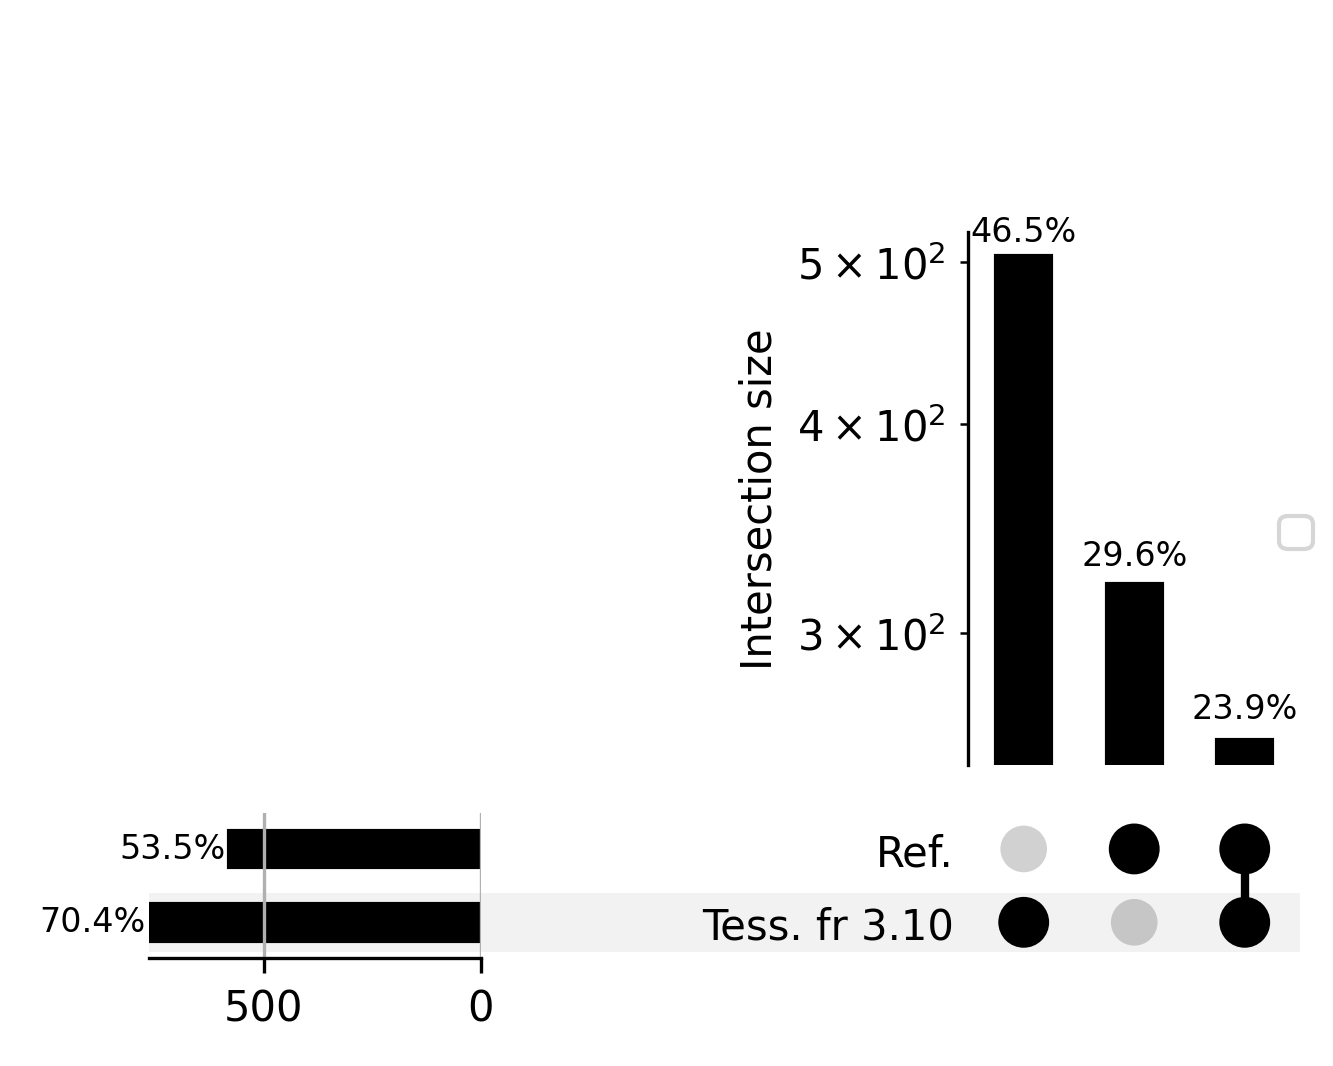 46.5%
5 × 10²
4 × 10²
29.6%
3 × 10²
23.9%
Intersection size
53.5%
Ref.
70.4%
Tess. fr 3.10
500 0